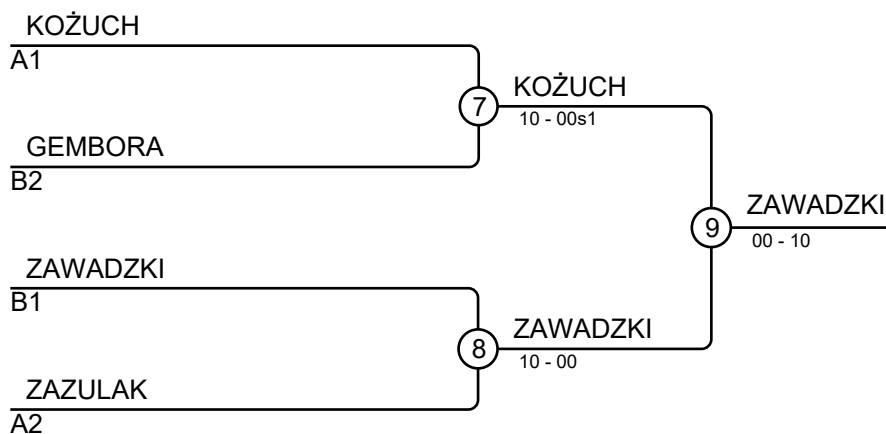 KOŻUCH
A1
7
KOŻUCH
10 - 00s1
GEMBORA
B2
9
ZAWADZKI
00 - 10
ZAWADZKI
B1
8
ZAWADZKI
10 - 00
ZAZULAK
A2